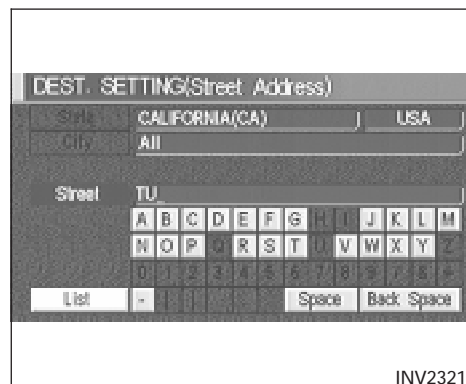 DEST. SETTING(Street Address)
State CALIFORNIA(CA) USA
City All
Street TU_
A B C D E F G H I J K L M
N O P Q R S T U V W X Y Z
0 1 2 3 4 5 6 7 8 9 / & +
List - Space Back Space
INV2321